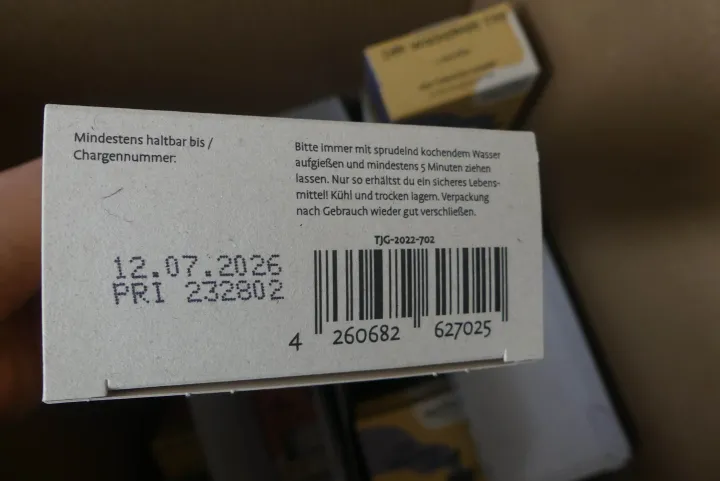 Mindestens haltbar bis /
Chargennummer:
Bitte immer mit sprudelnd kochendem Wasser
aufgießen und mindestens 5 Minuten ziehen
lassen. Nur so erhältst du ein sicheres Lebens-
mittel! Kühl und trocken lagern. Verpackung
nach Gebrauch wieder gut verschließen.
TJG-2022-702
12.07.2026
PRI 232802
4 260682 627025